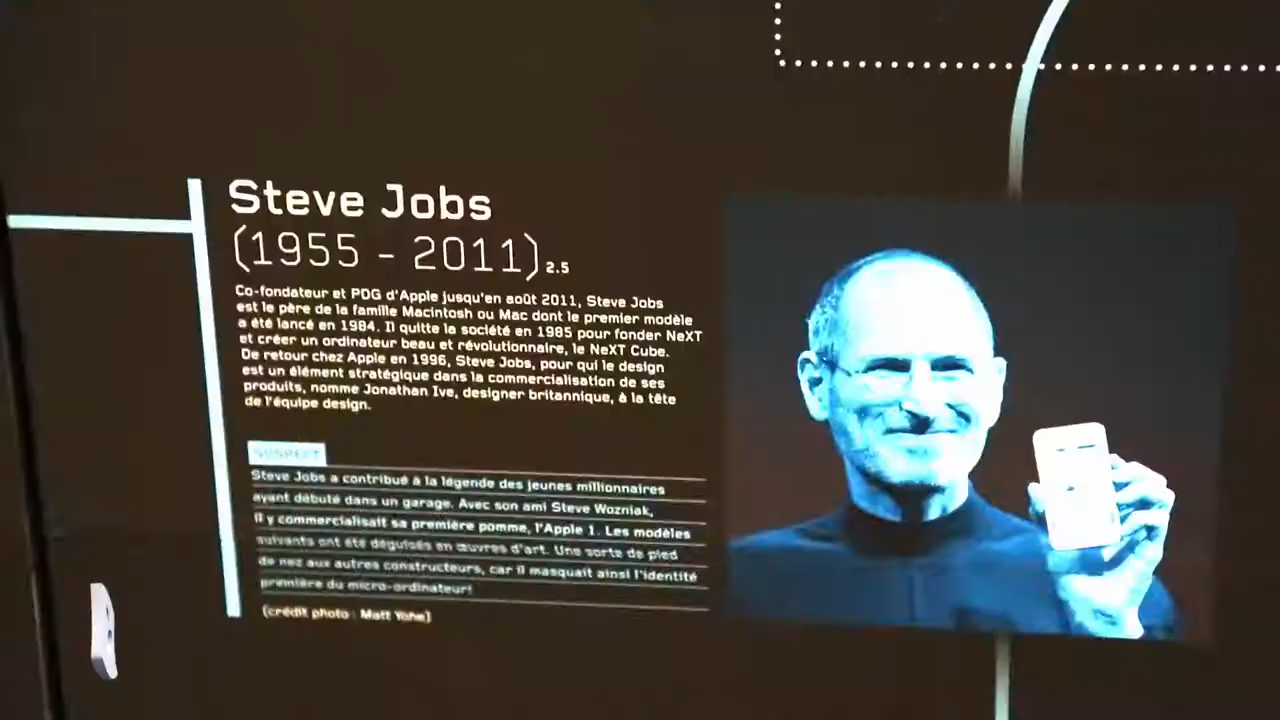 Steve Jobs
(1955 - 2011) 2.5
Co-fondateur et PDG d'Apple jusqu'en août 2011, Steve Jobs
est le père de la famille Macintosh ou Mac dont le premier modèle
a été lancé en 1984. Il quitte la société en 1985 pour fonder NeXT
et créer un ordinateur beau et révolutionnaire, le NeXT Cube.
De retour chez Apple en 1996, Steve Jobs, pour qui le design
est un élément stratégique dans la commercialisation de ses
produits, nomme Jonathan Ive, designer britannique, à la tête
de l'équipe design.
SUSPECT
Steve Jobs a contribué à la légende des jeunes millionnaires
ayant débuté dans un garage. Avec son ami Steve Wozniak,
il y commercialisait sa première pomme, l'Apple 1. Les modèles
suivants ont été déguisés en œuvres d'art. Une sorte de pied
de nez aux autres constructeurs, car il masquait ainsi l'identité
première du micro-ordinateur!
(crédit photo : Matt Yohe)